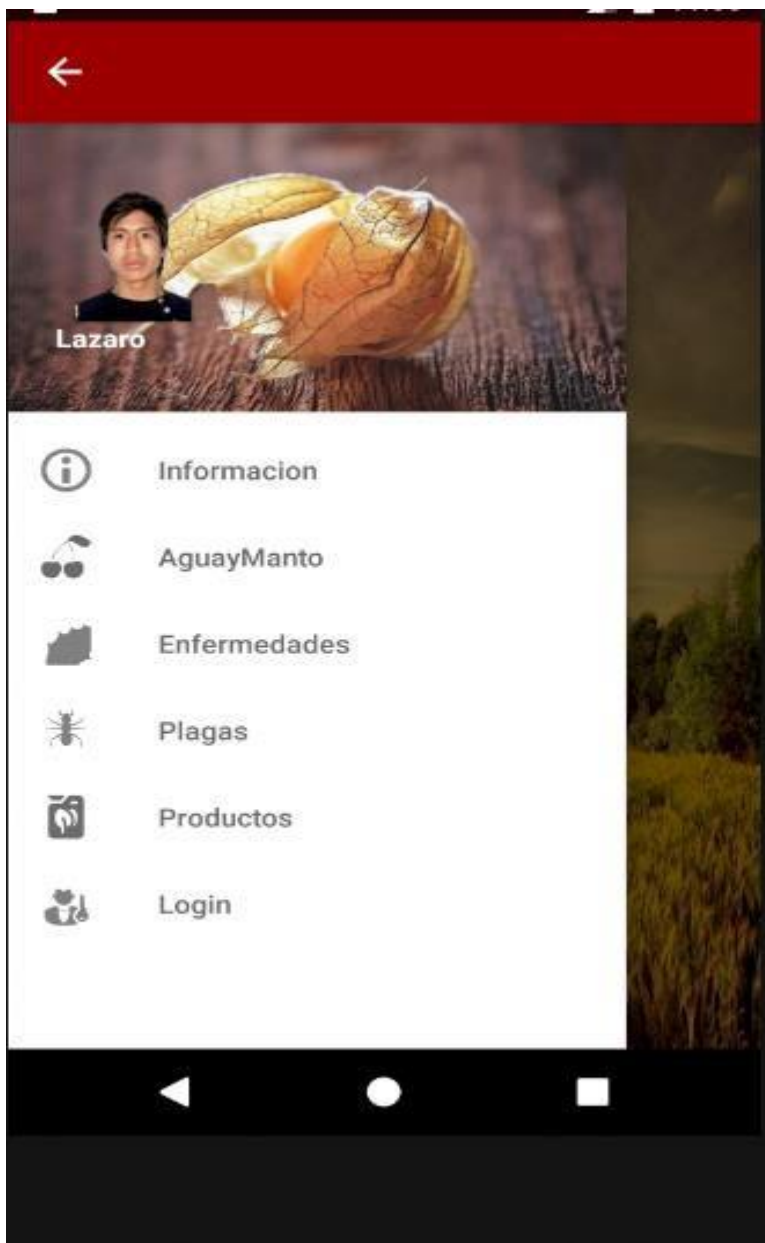 Lazaro
Informacion
AguayManto
Enfermedades
Plagas
Productos
Login